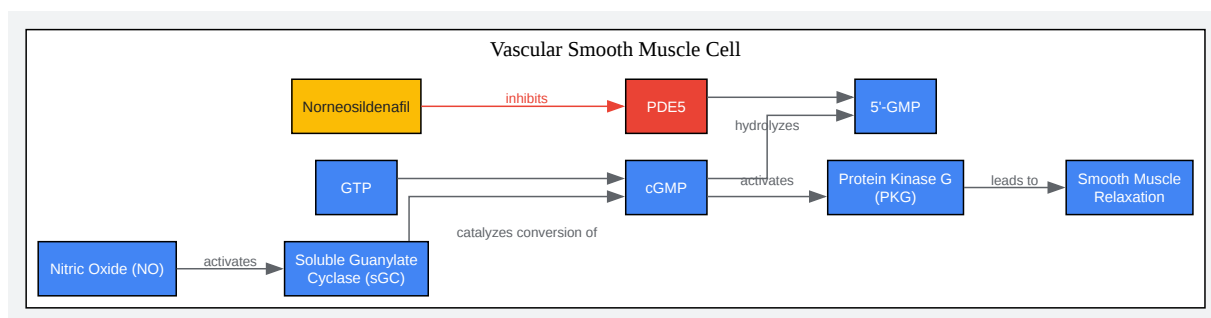 Vascular Smooth Muscle Cell
Norneosildenafil
inhibits
PDE5
5'-GMP
hydrolyzes
GTP
cGMP
activates
Protein Kinase G
(PKG)
leads to
Smooth Muscle
Relaxation
catalyzes conversion of
Nitric Oxide (NO)
activates
Soluble Guanylate
Cyclase (sGC)